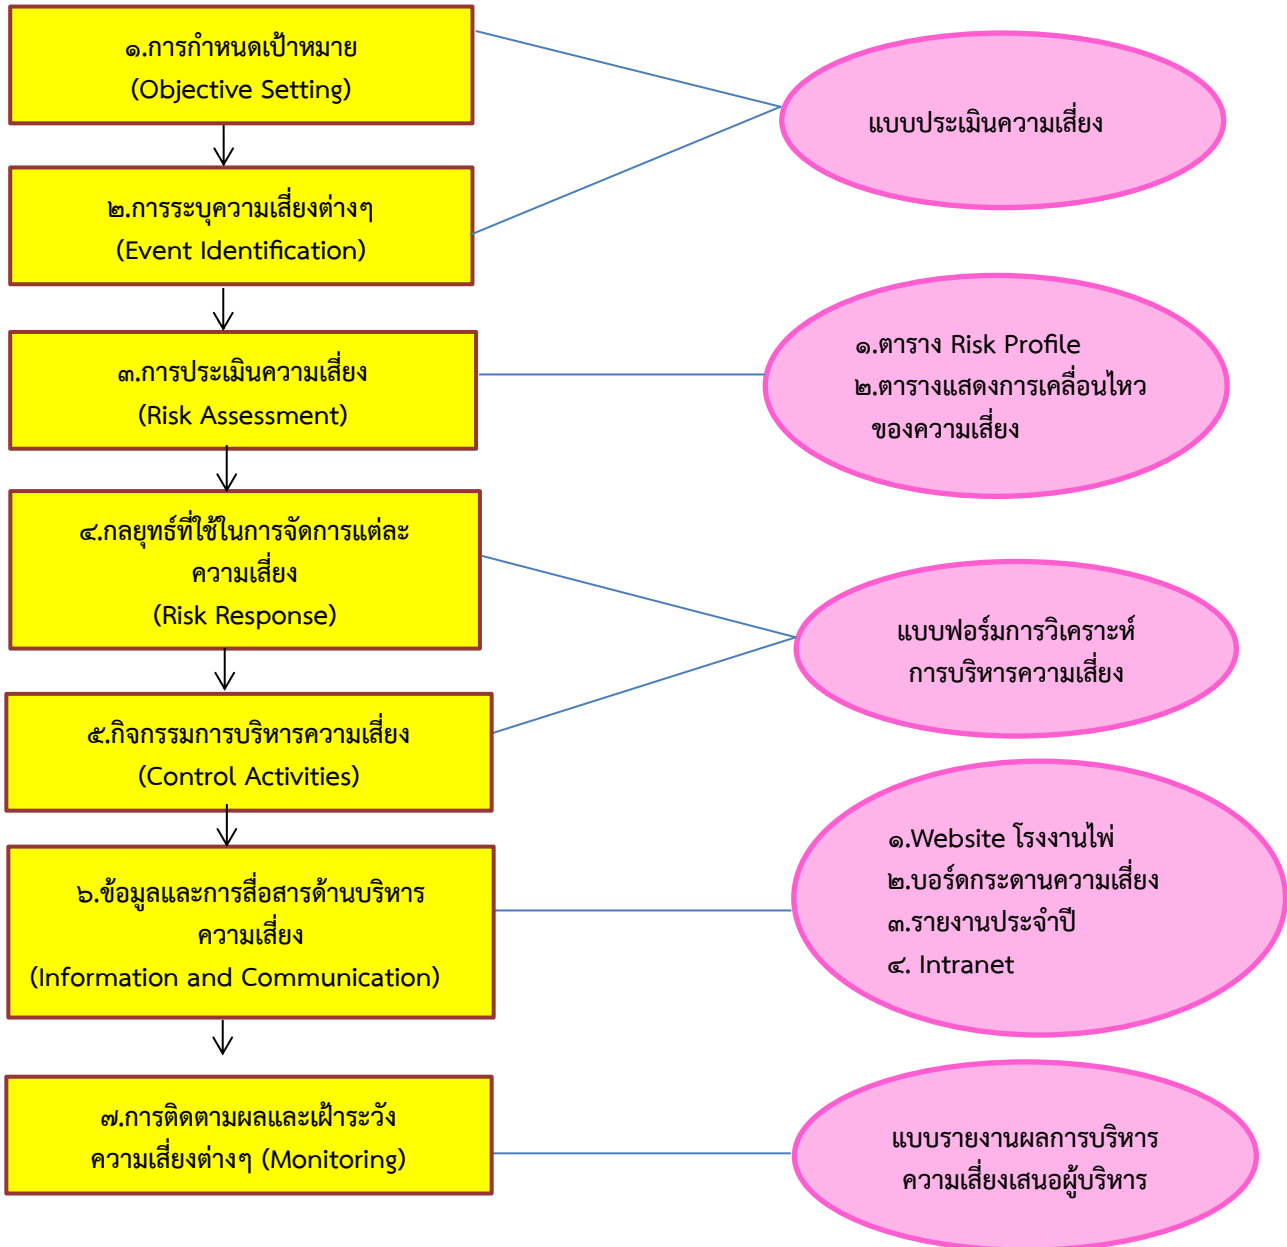 ๑.การกำหนดเป้าหมาย
(Objective Setting)
แบบประเมินความเสี่ยง
๒.การระบุความเสี่ยงต่างๆ
(Event Identification)
๓.การประเมินความเสี่ยง
(Risk Assessment)
๑.ตาราง Risk Profile
๒.ตารางแสดงการเคลื่อนไหว
ของความเสี่ยง
๔.กลยุทธ์ที่ใช้ในการจัดการแต่ละ
ความเสี่ยง
(Risk Response)
แบบฟอร์มการวิเคราะห์
การบริหารความเสี่ยง
๕.กิจกรรมการบริหารความเสี่ยง
(Control Activities)
๖.ข้อมูลและการสื่อสารด้านบริหาร
ความเสี่ยง
(Information and Communication)
๑.Website โรงงานไพ่
๒.บอร์ดกระดานความเสี่ยง
๓.รายงานประจำปี
๔. Intranet
๗.การติดตามผลและเฝ้าระวัง
ความเสี่ยงต่างๆ (Monitoring)
แบบรายงานผลการบริหาร
ความเสี่ยงเสนอผู้บริหาร